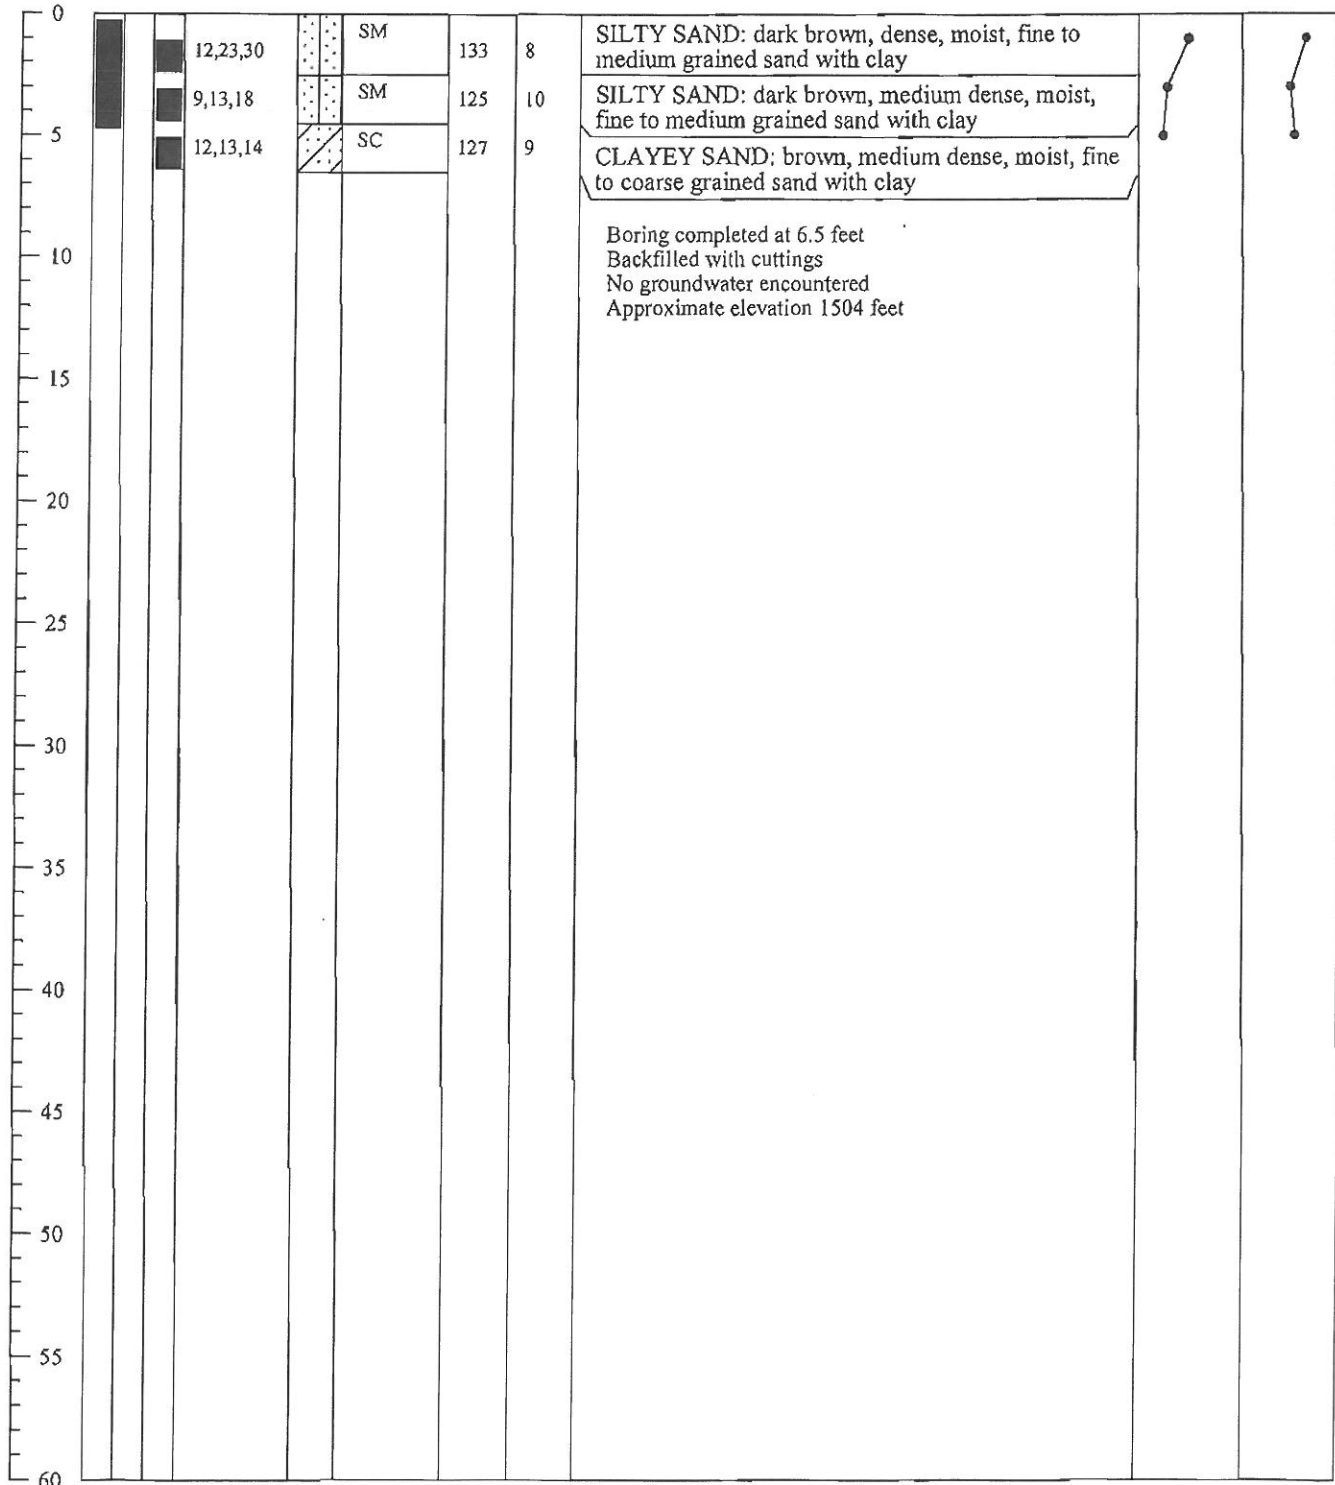 0
12,23,30 SM 133 8 SILTY SAND: dark brown, dense, moist, fine to
medium grained sand with clay
9,13,18 SM 125 10 SILTY SAND: dark brown, medium dense, moist,
fine to medium grained sand with clay
5
12,13,14 SC 127 9 CLAYEY SAND: brown, medium dense, moist, fine
to coarse grained sand with clay
Boring completed at 6.5 feet
10 Backfilled with cuttings
No groundwater encountered
Approximate elevation 1504 feet
15
20
25
30
35
40
45
50
55
60